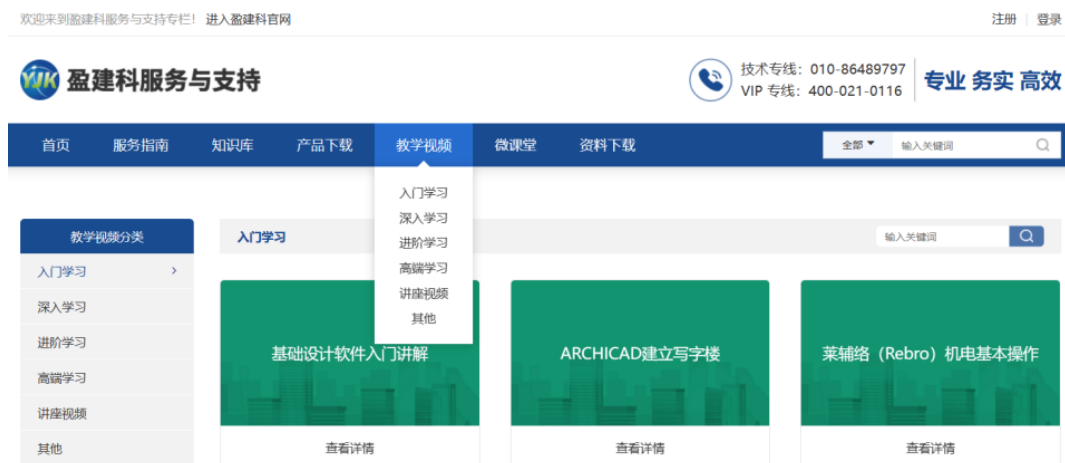 欢迎来到盈建科服务与支持专栏! 进入盈建科官网
注册 登录
YJK 盈建科服务与支持
技术专线: 010-86489797
VIP 专线: 400-021-0116
专业 务实 高效
首页 服务指南 知识库 产品下载 教学视频 微课堂 资料下载 全部 输入关键词
入门学习
深入学习
进阶学习
高端学习
讲座视频
其他
教学视频分类
入门学习
深入学习
进阶学习
高端学习
讲座视频
其他
入门学习 输入关键词
基础设计软件入门讲解
查看详情
ARCHICAD建立写字楼
查看详情
莱辅络（Rebro）机电基本操作
查看详情